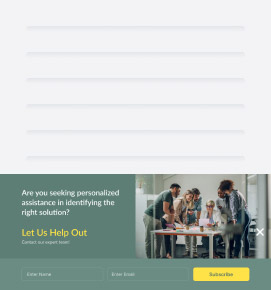 Are you seeking personalized
assistance in identifying the
right solution?
Let Us Help Out
Contact our expert team!
Enter Name
Enter Email
Subscribe